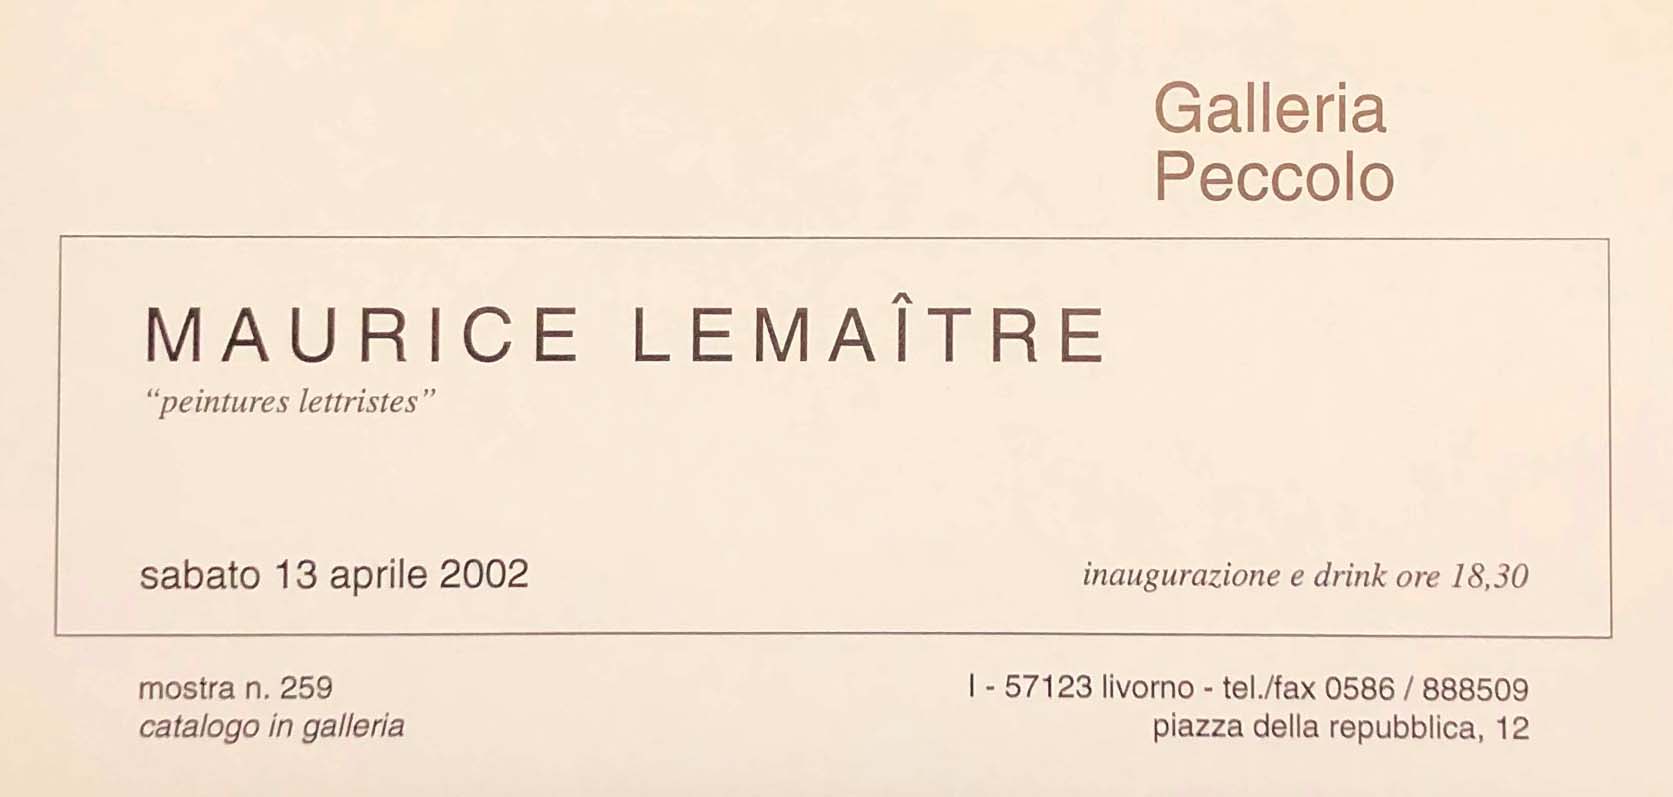 Galleria
Peccolo
MAURICE LEMAÎTRE
“peintures lettristes”
sabato 13 aprile 2002
inaugurazione e drink ore 18,30
mostra n. 259
catalogo in galleria
I - 57123 livorno - tel./fax 0586 / 888509
piazza della repubblica, 12